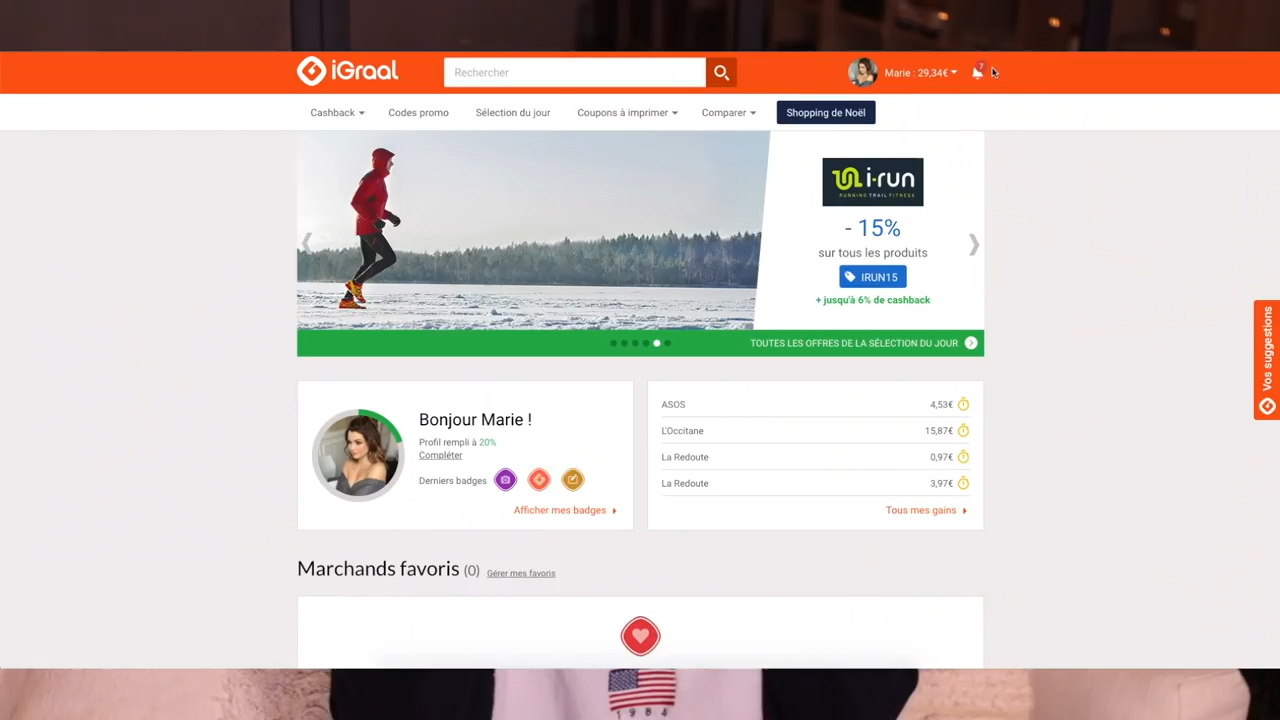 iGraal
Rechercher
Marie : 29,34€
7
Cashback
Codes promo
Sélection du jour
Coupons à imprimer
Comparer
Shopping de Noël
i-run
RUNNING TRAIL FITNESS
- 15%
sur tous les produits
IRUN15
+ jusqu'à 6% de cashback
TOUTES LES OFFRES DE LA SÉLECTION DU JOUR
Vos suggestions
Bonjour Marie !
Profil rempli à 20%
Compléter
Derniers badges
Afficher mes badges
ASOS 4,53€
L'Occitane 15,87€
La Redoute 0,97€
La Redoute 3,97€
Tous mes gains
Marchands favoris (0) Gérer mes favoris
1984